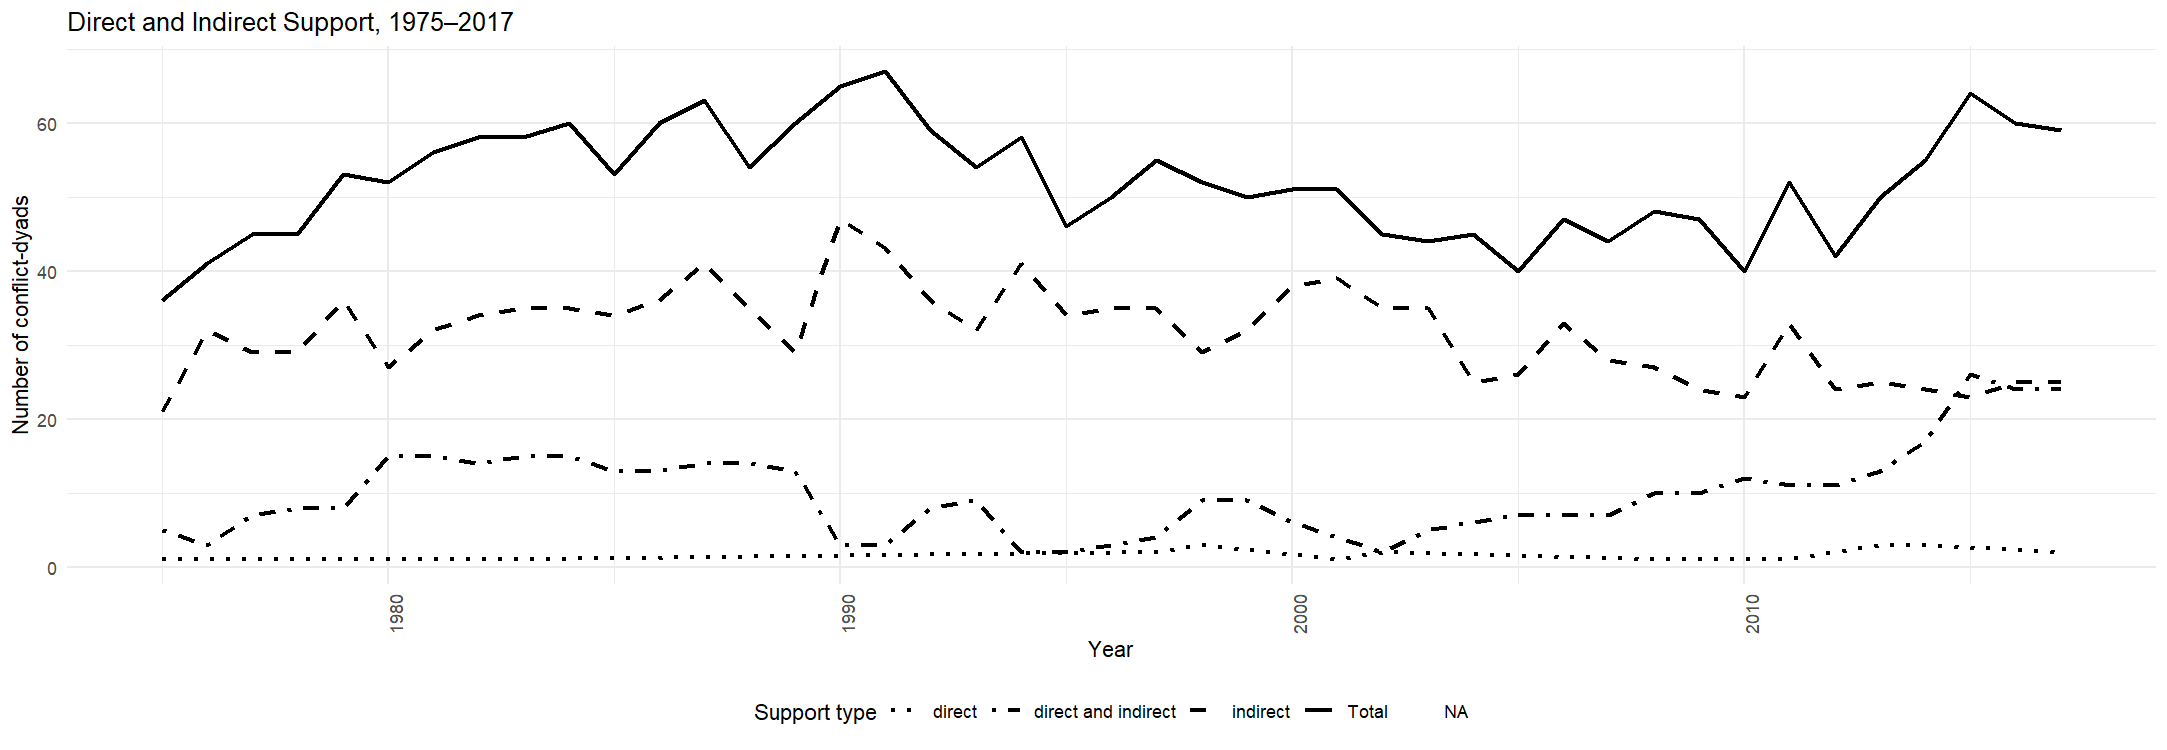 Direct and Indirect Support, 1975–2017
Number of conflict-dyads
60
40
20
0
1980
1990
2000
2010
Year
Support type direct direct and indirect indirect Total NA